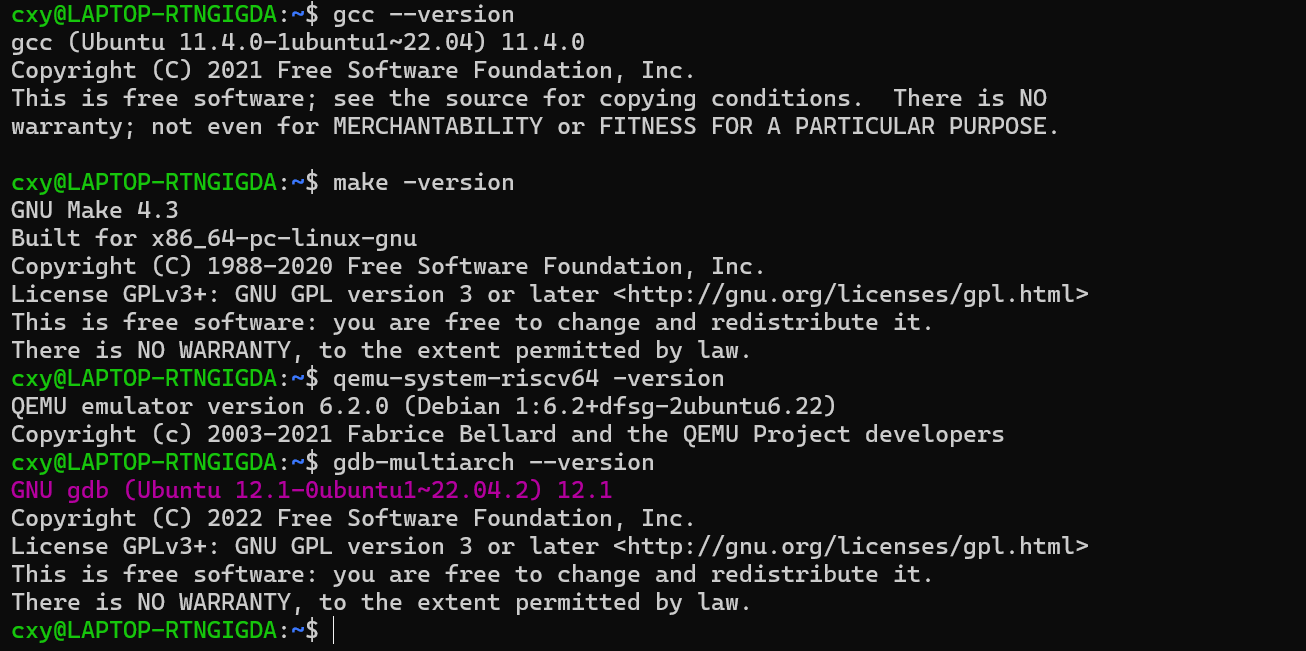 cxy@LAPTOP-RTNGIGDA:~$ gcc --version
gcc (Ubuntu 11.4.0-1ubuntu1~22.04) 11.4.0
Copyright (C) 2021 Free Software Foundation, Inc.
This is free software; see the source for copying conditions.  There is NO
warranty; not even for MERCHANTABILITY or FITNESS FOR A PARTICULAR PURPOSE.

cxy@LAPTOP-RTNGIGDA:~$ make -version
GNU Make 4.3
Built for x86_64-pc-linux-gnu
Copyright (C) 1988-2020 Free Software Foundation, Inc.
License GPLv3+: GNU GPL version 3 or later <http://gnu.org/licenses/gpl.html>
This is free software: you are free to change and redistribute it.
There is NO WARRANTY, to the extent permitted by law.
cxy@LAPTOP-RTNGIGDA:~$ qemu-system-riscv64 -version
QEMU emulator version 6.2.0 (Debian 1:6.2+dfsg-2ubuntu6.22)
Copyright (c) 2003-2021 Fabrice Bellard and the QEMU Project developers
cxy@LAPTOP-RTNGIGDA:~$ gdb-multiarch --version
GNU gdb (Ubuntu 12.1-0ubuntu1~22.04.2) 12.1
Copyright (C) 2022 Free Software Foundation, Inc.
License GPLv3+: GNU GPL version 3 or later <http://gnu.org/licenses/gpl.html>
This is free software: you are free to change and redistribute it.
There is NO WARRANTY, to the extent permitted by law.
cxy@LAPTOP-RTNGIGDA:~$